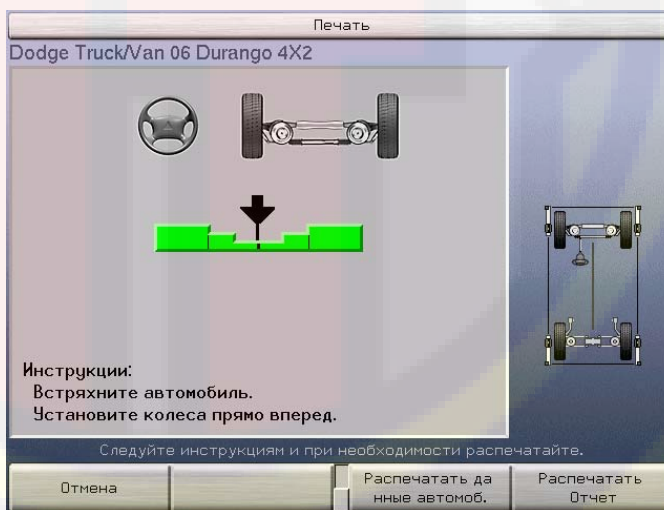 Печать
Dodge Truck/Van 06 Durango 4X2
Инструкции:
Встряхните автомобиль.
Установите колеса прямо вперед.
Следуйте инструкциям и при необходимости распечатайте.
Отмена
Распечатать да
нные автомоб.
Распечатать
Отчет